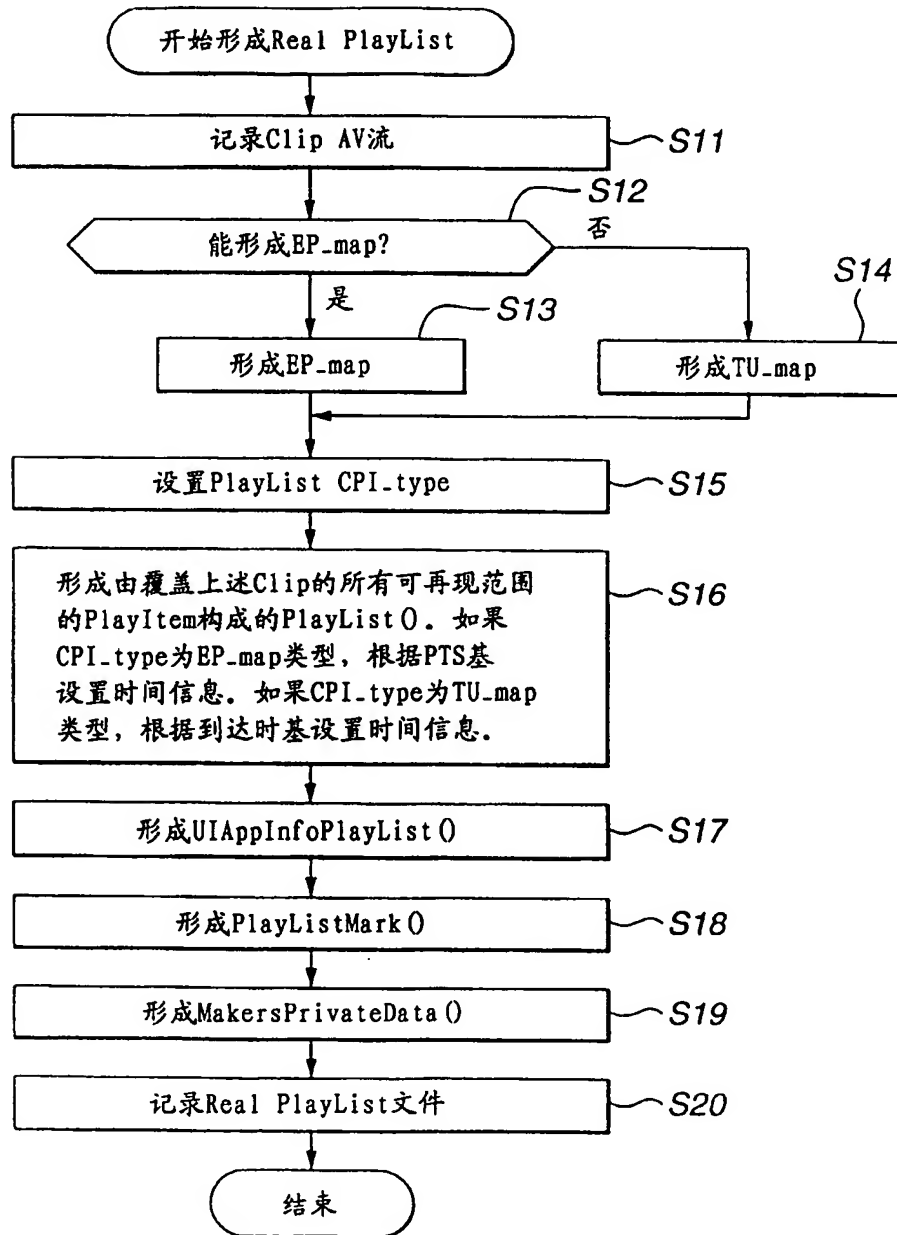 开始形成Real PlayList
记录Clip AV流
S11
S12
能形成EP_map?
否
是
S13
S14
形成EP_map
形成TU_map
设置PlayList CPI_type
S15
形成由覆盖上述Clip的所有可再现范围
的PlayItem构成的PlayList()。如果
CPI_type为EP_map类型，根据PTS基
设置时间信息。如果CPI_type为TU_map
类型，根据到达时基设置时间信息。
S16
形成UIAppInfoPlayList()
S17
形成PlayListMark()
S18
形成MakersPrivateData()
S19
记录Real PlayList文件
S20
结束